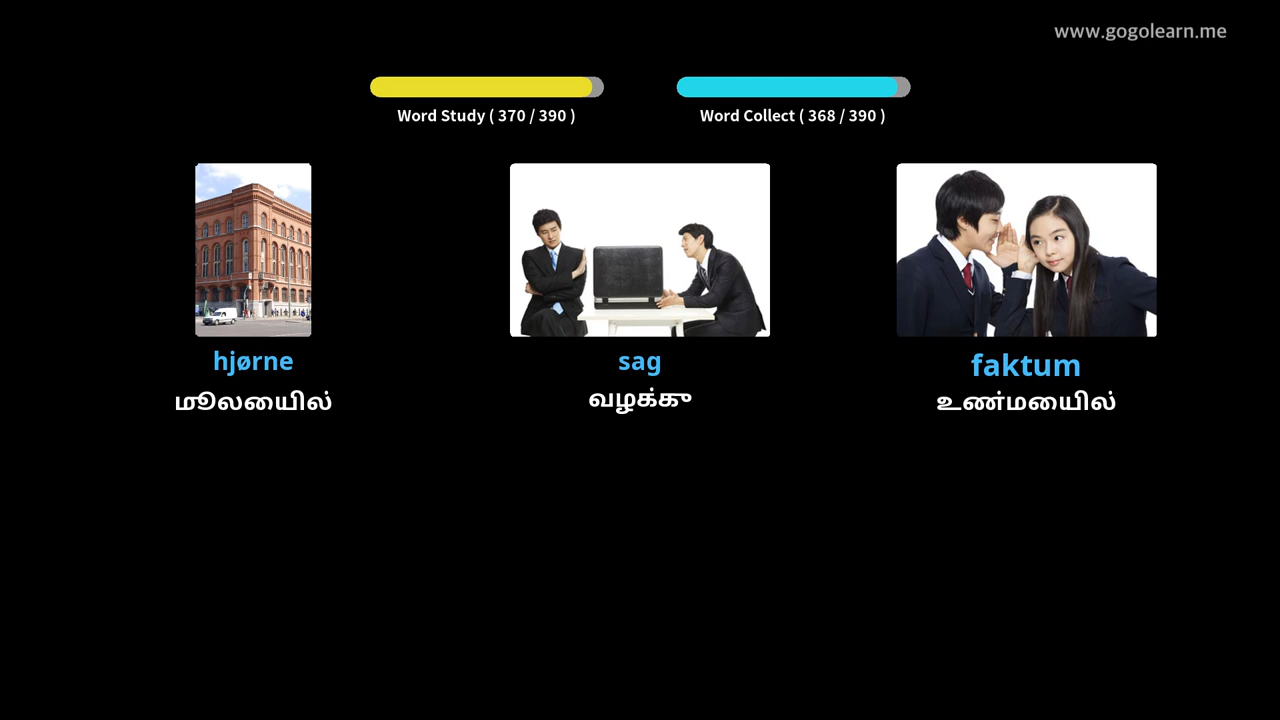 www.gogolearn.me
Word Study ( 370 / 390 )
Word Collect ( 368 / 390 )
hjørne
sag
faktum
மூலையில்
வழக்கு
உண்மையில்